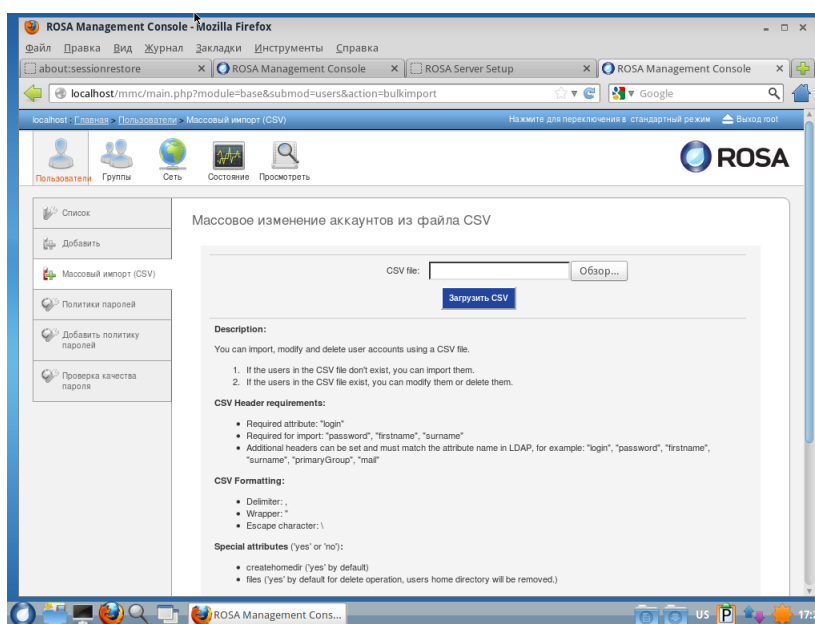 ROSA Management Console - Mozilla Firefox
Файл Правка Вид Журнал Закладки Инструменты Справка
about:sessionrestore
ROSA Management Console
ROSA Server Setup
ROSA Management Console
localhost/mmc/main.php?module=base&submod=users&action=bulkimport
Google
localhost : Главная > Пользователи > Массовый импорт (CSV)
Нажмите для переключения в стандартный режим
Выход root
Пользователи
Группы
Сеть
Состояние
Просмотреть
ROSA
Список
Добавить
Массовый импорт (CSV)
Политики паролей
Добавить политику
паролей
Проверка качества
пароля
Массовое изменение аккаунтов из файла CSV
CSV file:
Обзор...
Загрузить CSV
Description:
You can import, modify and delete user accounts using a CSV file.
1. If the users in the CSV file don't exist, you can import them.
2. If the users in the CSV file exist, you can modify them or delete them.
CSV Header requirements:
Required attribute: "login"
Required for import: "password", "firstname", "surname"
Additional headers can be set and must match the attribute name in LDAP, for example: "login", "password", "firstname",
"surname", "primaryGroup", "mail"
CSV Formatting:
Delimiter: ,
Wrapper: "
Escape character: \
Special attributes ('yes' or 'no'):
createhomedir ('yes' by default)
files ('yes' by default for delete operation, users home directory will be removed.)
ROSA Management Cons...
US
P